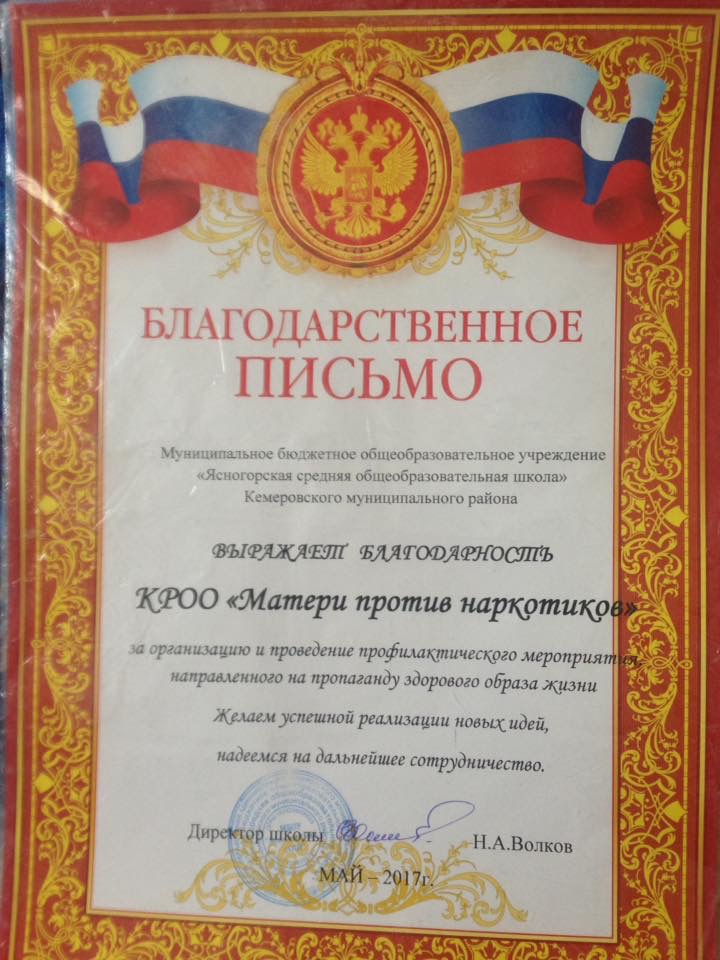 БЛАГОДАРСТВЕННОЕ
ПИСЬМО
Муниципальное бюджетное общеобразовательное учреждение
«Ясногорская средняя общеобразовательная школа»
Кемеровского муниципального района
ВЫРАЖАЕТ БЛАГОДАРНОСТЬ
КРОО «Матери против наркотиков»
за организацию и проведение профилактического мероприятия,
направленного на пропаганду здорового образа жизни
Желаем успешной реализации новых идей,
надеемся на дальнейшее сотрудничество.
Директор школы Н.А.Волков
МАЙ – 2017г.